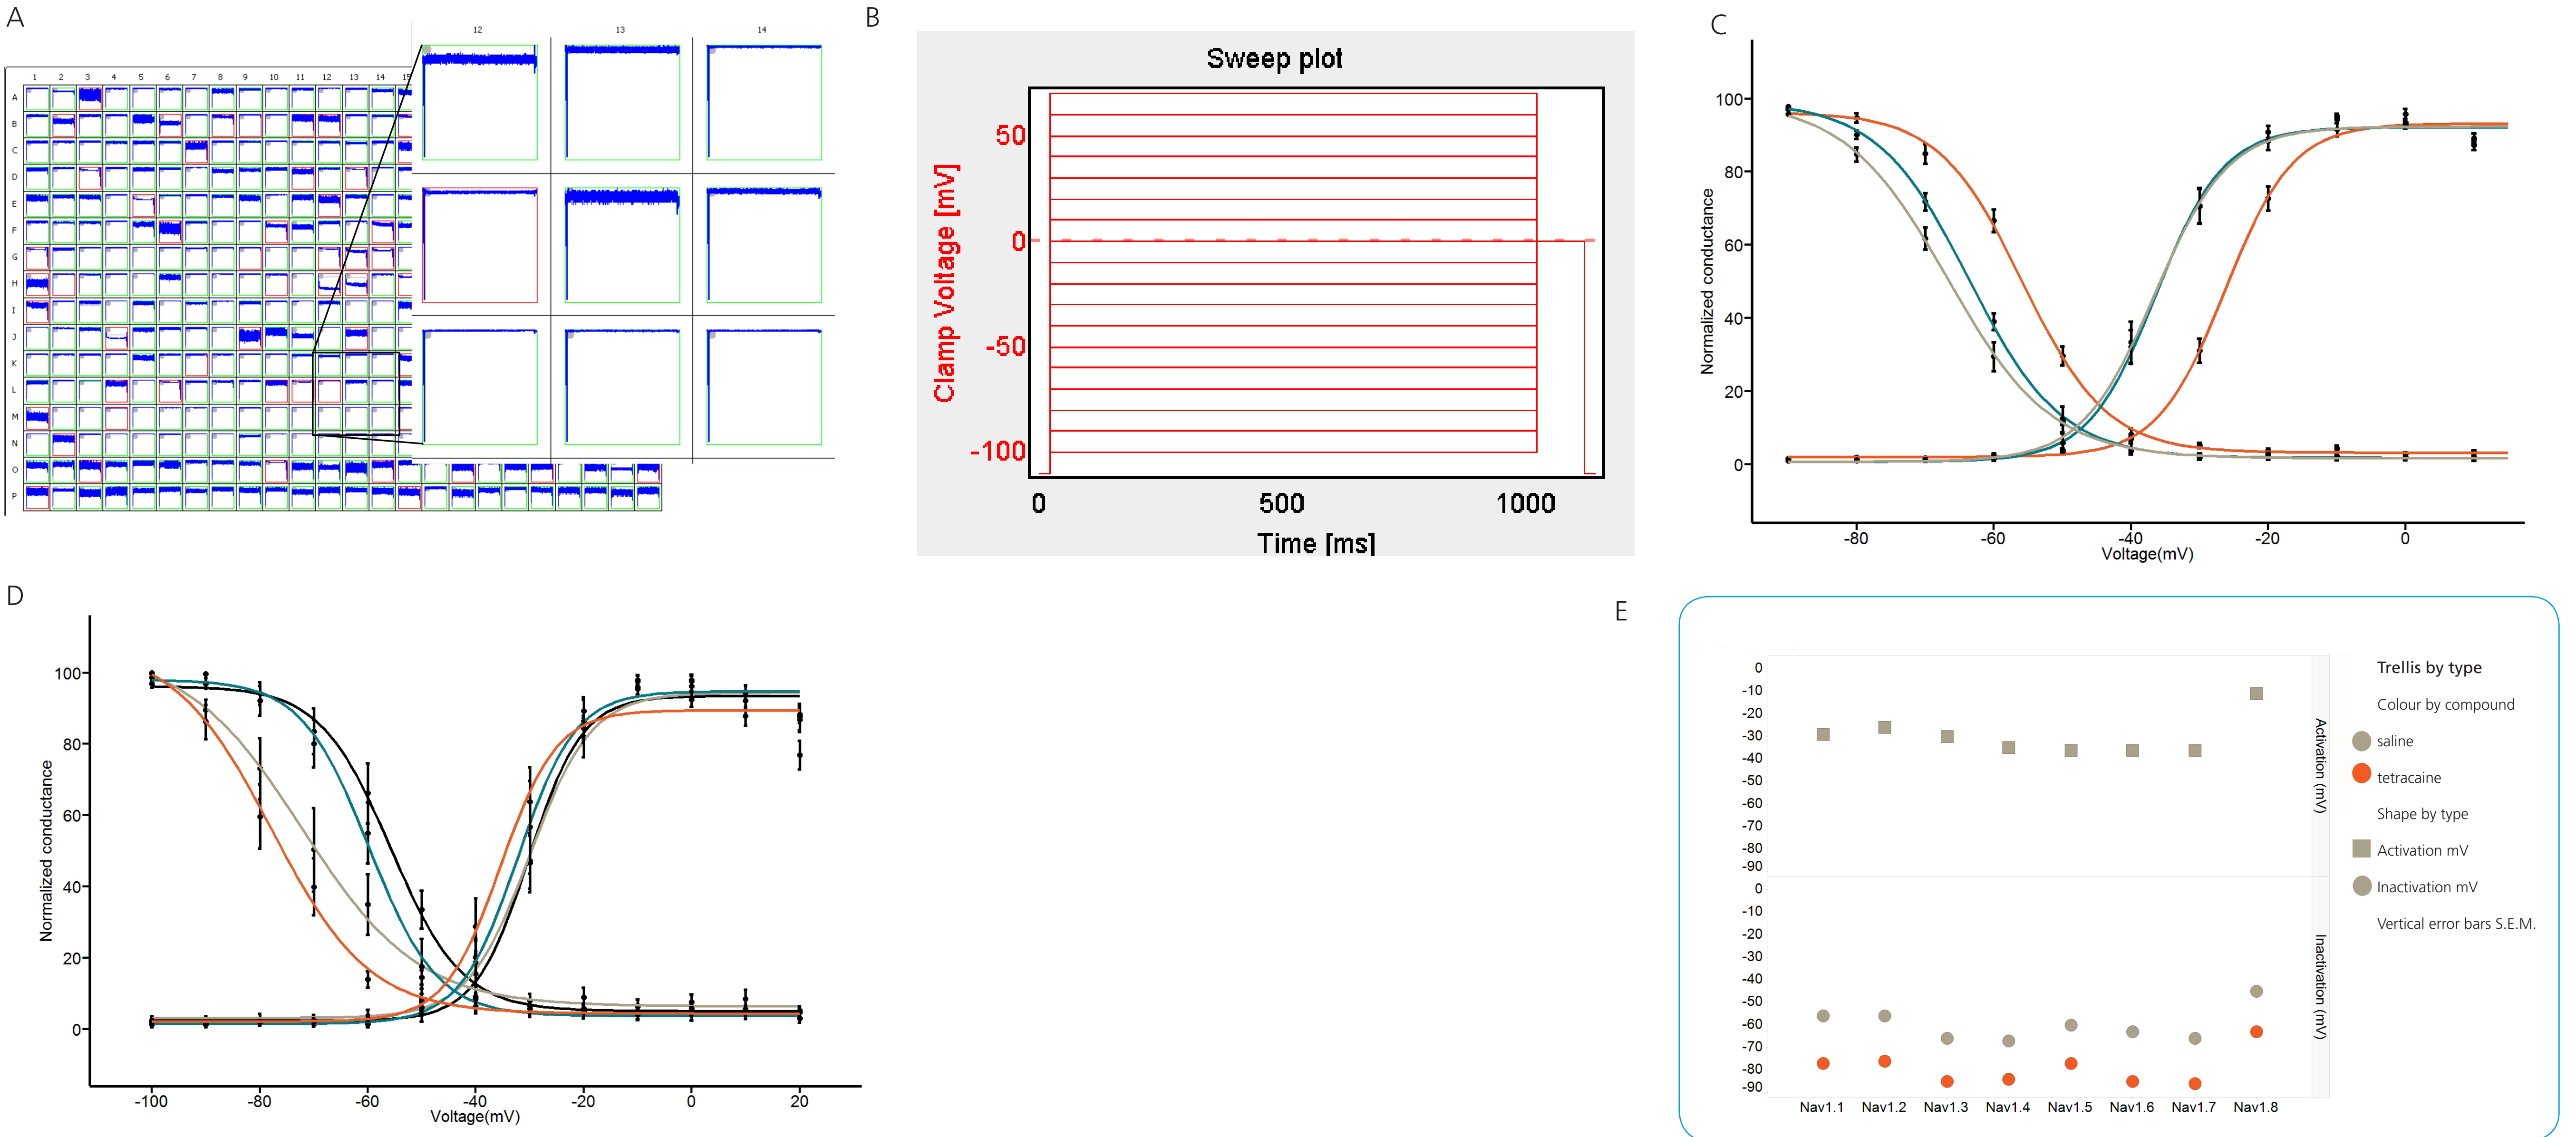 A
12 13 14
1 2 3 4 5 6 7 8 9 10 11 12 13 14 15
A
B
C
D
E
F
G
H
I
J
K
L
M
N
O
P
B
Sweep plot
Clamp Voltage [mV]
50
0
-50
-100
0 500 1000
Time [ms]
C
Normalized conductance
100
80
60
40
20
0
-80 -60 -40 -20 0
Voltage(mV)
D
Normalized conductance
100
80
60
40
20
0
-100 -80 -60 -40 -20 0 20
Voltage(mV)
E
0
-10
-20
-30
-40
-50
-60
-70
-80
-90
Activation (mV)
0
-10
-20
-30
-40
-50
-60
-70
-80
-90
Inactivation (mV)
Nav1.1 Nav1.2 Nav1.3 Nav1.4 Nav1.5 Nav1.6 Nav1.7 Nav1.8
Trellis by type
Colour by compound
saline
tetracaine
Shape by type
Activation mV
Inactivation mV
Vertical error bars S.E.M.